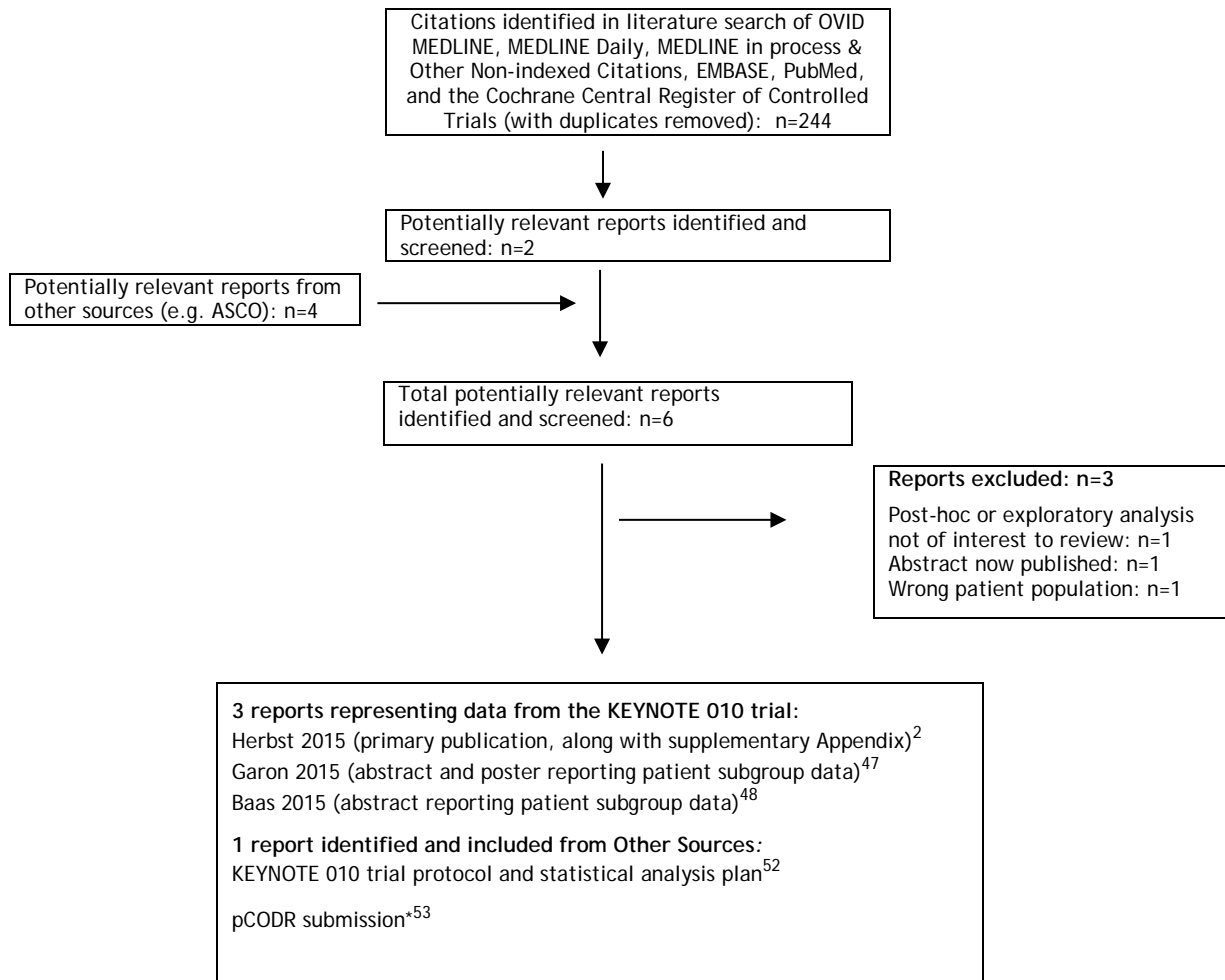 Citations identified in literature search of OVID
MEDLINE, MEDLINE Daily, MEDLINE in process &
Other Non-indexed Citations, EMBASE, PubMed,
and the Cochrane Central Register of Controlled
Trials (with duplicates removed): n=244
Potentially relevant reports identified and
screened: n=2
Potentially relevant reports from
other sources (e.g. ASCO): n=4
Total potentially relevant reports
identified and screened: n=6
Reports excluded: n=3
Post-hoc or exploratory analysis
not of interest to review: n=1
Abstract now published: n=1
Wrong patient population: n=1
3 reports representing data from the KEYNOTE 010 trial:
Herbst 2015 (primary publication, along with supplementary Appendix)2
Garon 2015 (abstract and poster reporting patient subgroup data)47
Baas 2015 (abstract reporting patient subgroup data)48
1 report identified and included from Other Sources:
KEYNOTE 010 trial protocol and statistical analysis plan52
pCODR submission*53